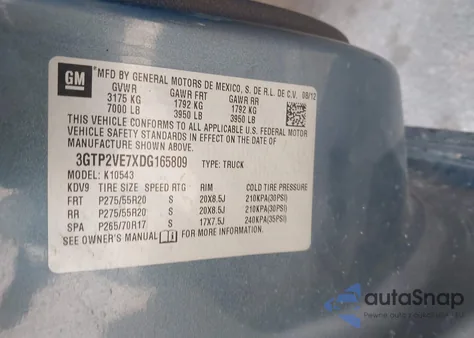 GM
MFD BY GENERAL MOTORS DE MEXICO, S. DE R.L. DE C.V. 08/12
GVWR GAWR FRT GAWR RR
3175 KG 1792 KG 1792 KG
7000 LB 3950 LB 3950 LB
THIS VEHICLE CONFORMS TO ALL APPLICABLE U.S. FEDERAL MOTOR
VEHICLE SAFETY STANDARDS IN EFFECT ON THE DATE OF
MANUFACTURE SHOWN ABOVE.
3GTP2VE7XDG165809 TYPE: TRUCK
MODEL: K10543
KDV9 TIRE SIZE SPEED RTG RIM COLD TIRE PRESSURE
FRT P275/55R20 S 20X8.5J 210KPA(30PSI)
RR P275/55R20 S 20X8.5J 210KPA(30PSI)
SPA P265/70R17 S 17X7.5J 240KPA(35PSI)
SEE OWNER'S MANUAL FOR MORE INFORMATION.
autoSnap
Pewne auto z